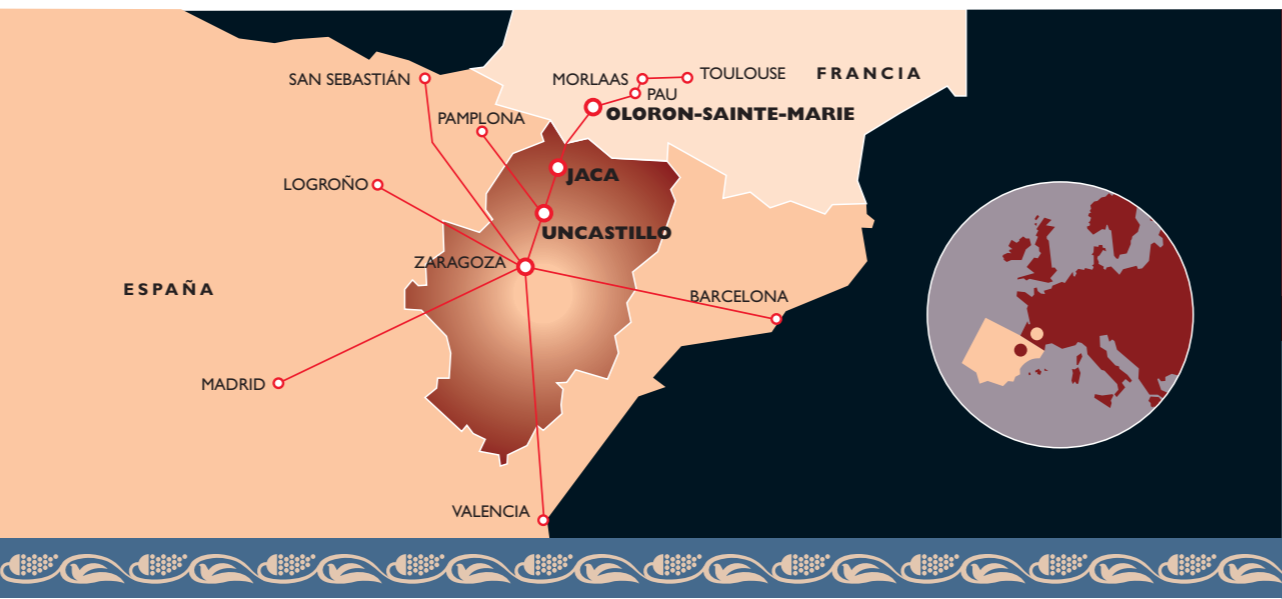 SAN SEBASTIÁN
MORLAAS
TOULOUSE
FRANCIA
PAU
OLORON-SAINTE-MARIE
PAMPLONA
JACA
LOGROÑO
UNCASTILLO
ZARAGOZA
ESPAÑA
BARCELONA
MADRID
VALENCIA